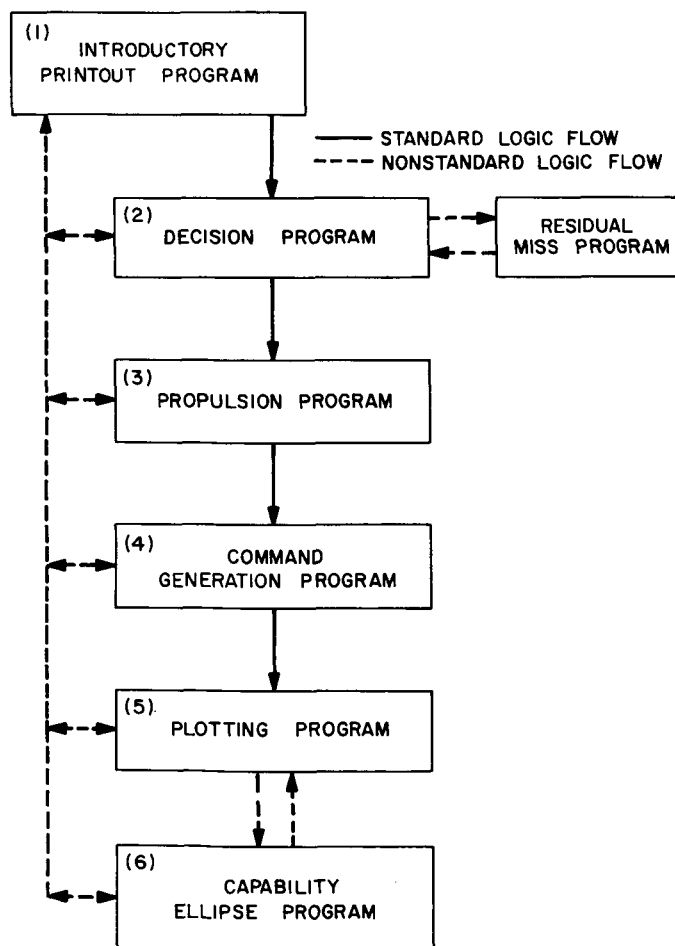 (1)
INTRODUCTORY
PRINTOUT PROGRAM
STANDARD LOGIC FLOW
NONSTANDARD LOGIC FLOW
(2)
DECISION PROGRAM
RESIDUAL
MISS PROGRAM
(3)
PROPULSION PROGRAM
(4)
COMMAND
GENERATION PROGRAM
(5)
PLOTTING PROGRAM
(6)
CAPABILITY
ELLIPSE PROGRAM